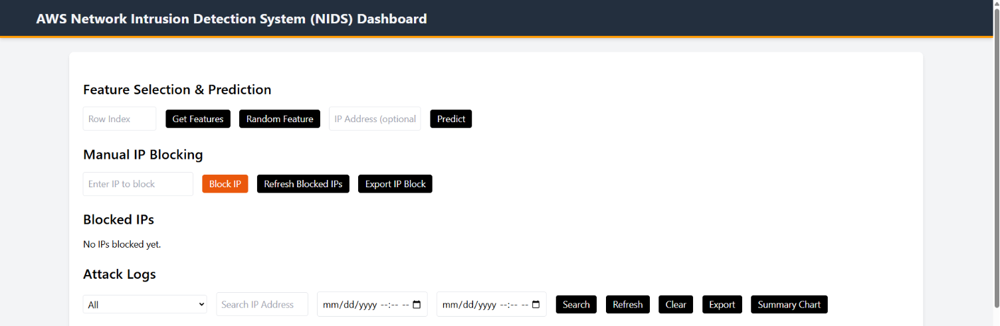 AWS Network Intrusion Detection System (NIDS) Dashboard
Feature Selection & Prediction
Row Index Get Features Random Feature IP Address (optional Predict
Manual IP Blocking
Enter IP to block Block IP Refresh Blocked IPs Export IP Block
Blocked IPs
No IPs blocked yet.
Attack Logs
All Search IP Address mm/dd/yyyy --:-- -- mm/dd/yyyy --:-- -- Search Refresh Clear Export Summary Chart